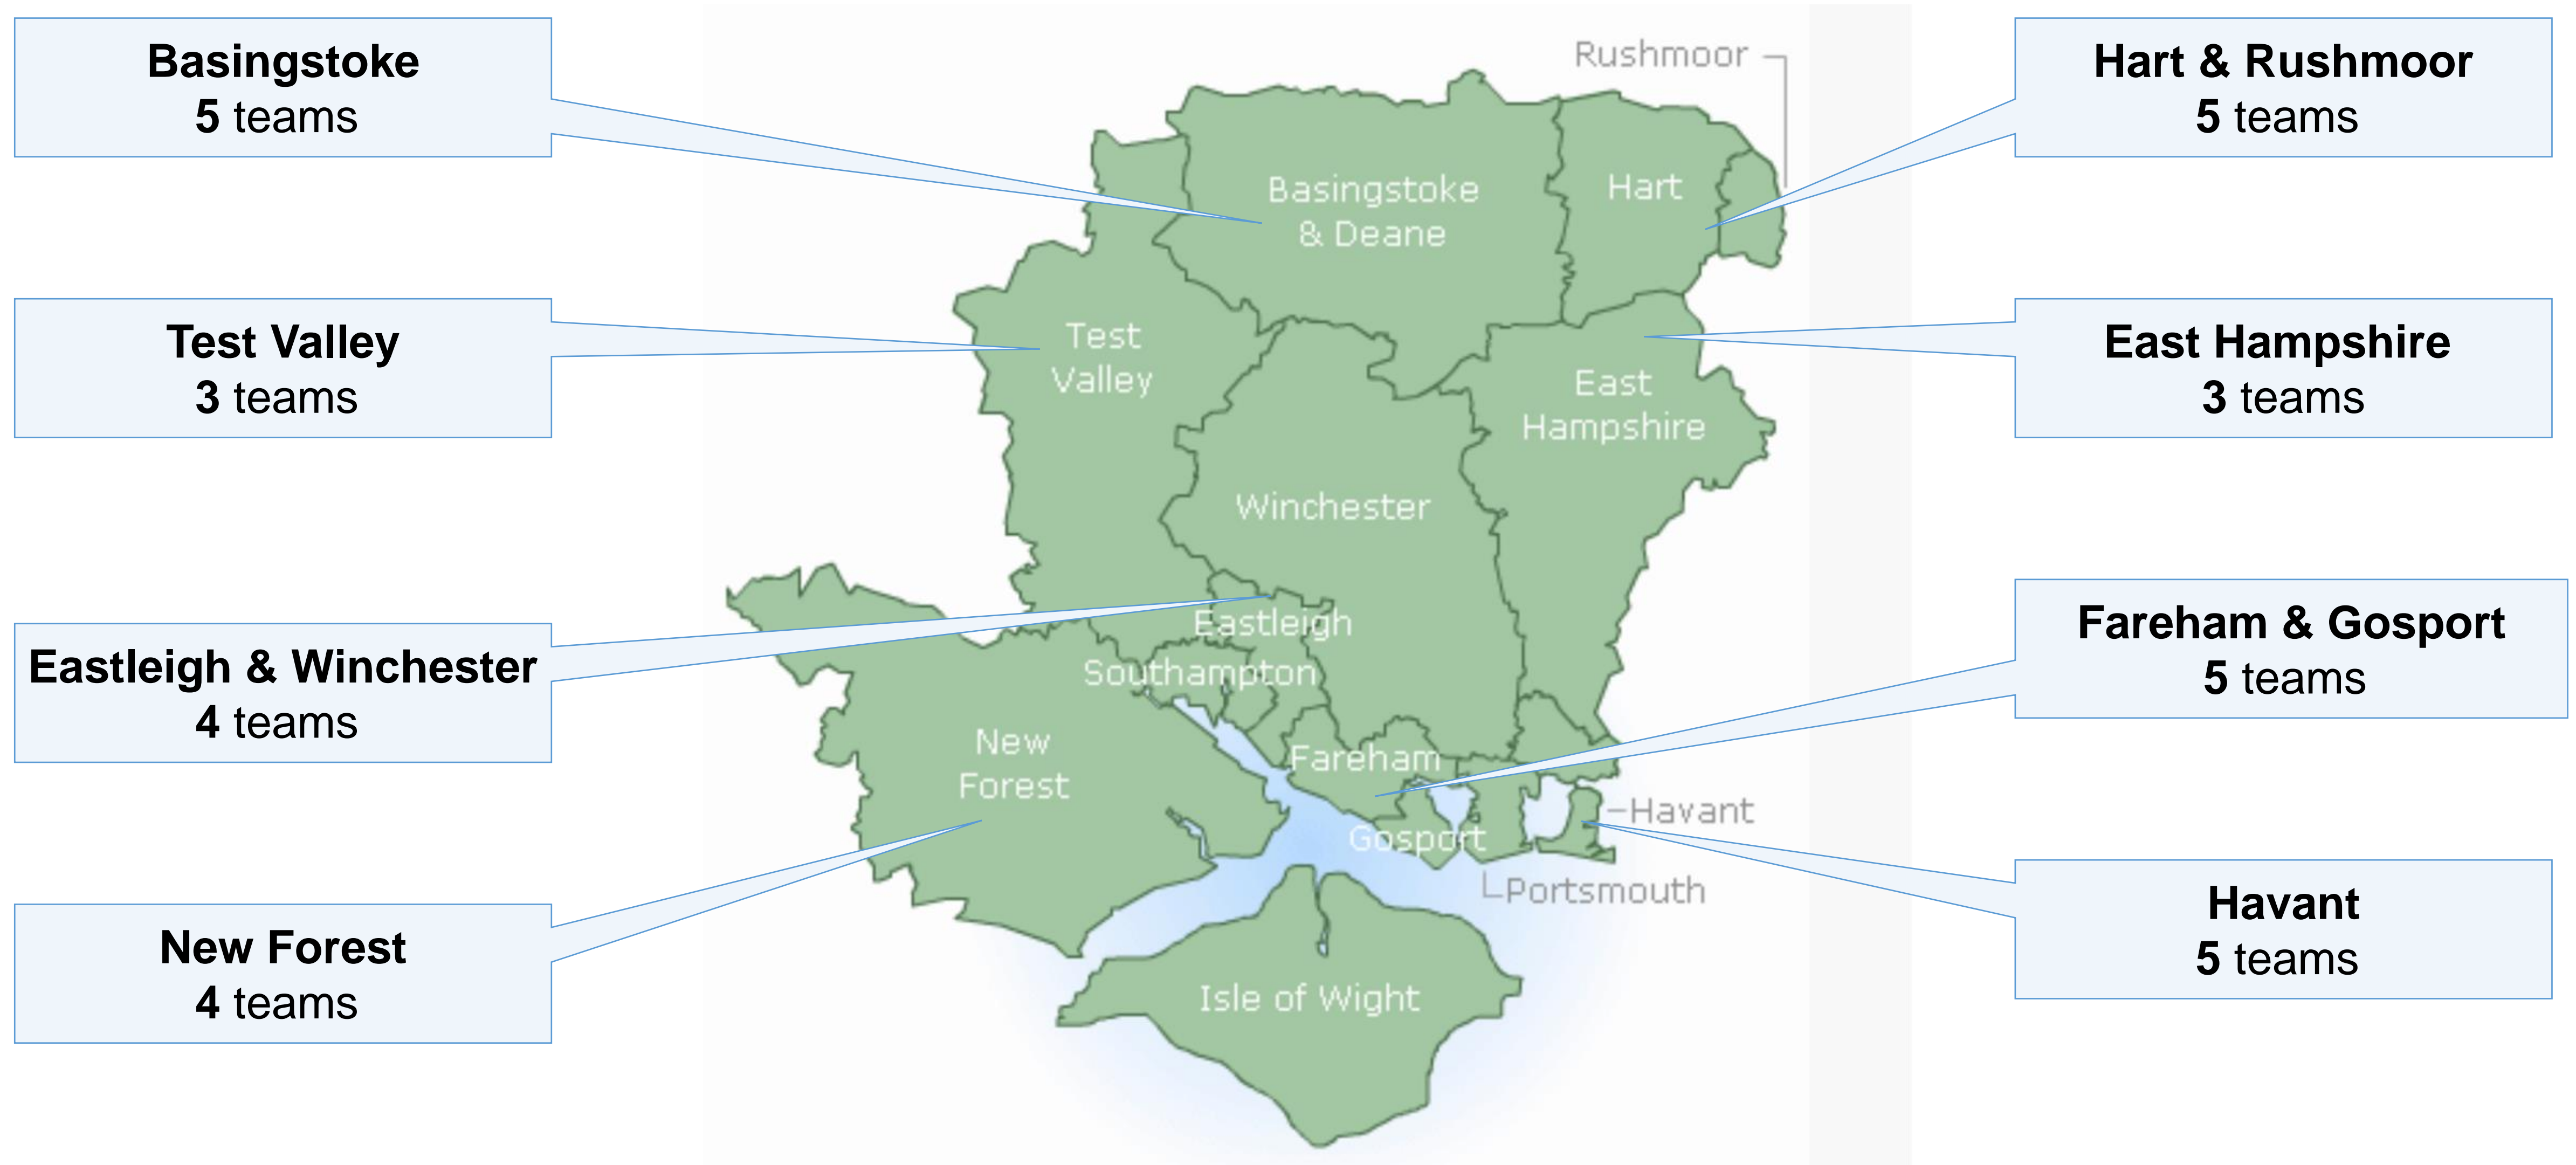 Basingstoke
5 teams
Test Valley
3 teams
Eastleigh & Winchester
4 teams
New Forest
4 teams
Rushmoor
Basingstoke
& Deane
Hart
Test
Valley
East
Hampshire
Winchester
Eastleigh
Southampton
New
Forest
Fareham
Gosport
Havant
Portsmouth
Isle of Wight
Hart & Rushmoor
5 teams
East Hampshire
3 teams
Fareham & Gosport
5 teams
Havant
5 teams